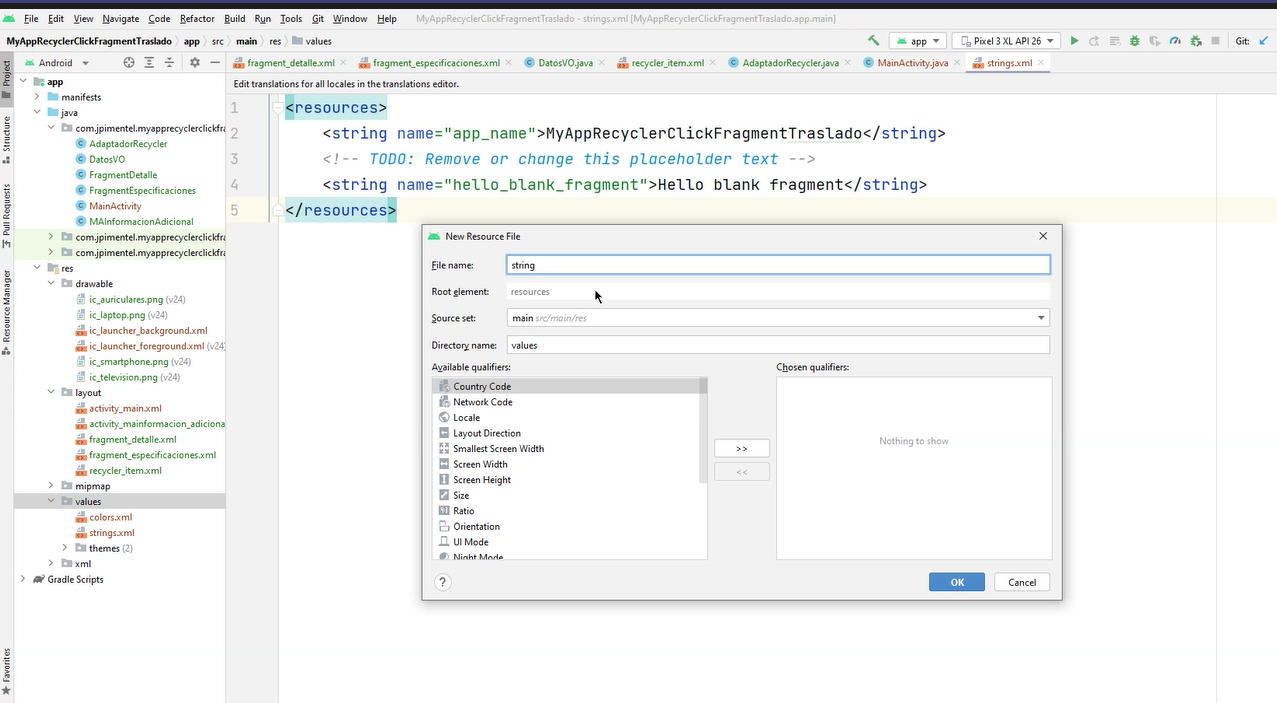 File Edit View Navigate Code Refactor Build Run Tools Git Window Help MyAppRecyclerClickFragmentTraslado - strings.xml [MyAppRecyclerClickFragmentTraslado.app.main]
MyAppRecyclerClickFragmentTraslado app src main res values app Pixel 3 XL API 26 Git:
Project
Structure
Pull Requests
Resource Manager
Favorites
Android
app
manifests
java
com.jpimentel.myapprecyclerclickfra
AdaptadorRecycler
DatosVO
FragmentDetalle
FragmentEspecificaciones
MainActivity
MAInformacionAdicional
com.jpimentel.myapprecyclerclickfra
com.jpimentel.myapprecyclerclickfra
res
drawable
ic_auriculares.png (v24)
ic_laptop.png (v24)
ic_launcher_background.xml
ic_launcher_foreground.xml (v24)
ic_smartphone.png (v24)
ic_television.png (v24)
layout
activity_main.xml
activity_mainformacion_adiciona
fragment_detalle.xml
fragment_especificaciones.xml
recycler_item.xml
mipmap
values
colors.xml
strings.xml
themes (2)
xml
Gradle Scripts
fragment_detalle.xml fragment_especificaciones.xml DatosVO.java recycler_item.xml AdaptadorRecycler.java MainActivity.java strings.xml
Edit translations for all locales in the translations editor.
1 <resources>
2 <string name="app_name">MyAppRecyclerClickFragmentTraslado</string>
3 <!-- TODO: Remove or change this placeholder text -->
4 <string name="hello_blank_fragment">Hello blank fragment</string>
5 </resources>
New Resource File
File name: string
Root element: resources
Source set: main src/main/res
Directory name: values
Available qualifiers: Chosen qualifiers:
Country Code
Network Code
Locale
Layout Direction
Smallest Screen Width
Screen Width
Screen Height
Size
Ratio
Orientation
UI Mode
Night Mode
>>
<<
Nothing to show
?
OK Cancel